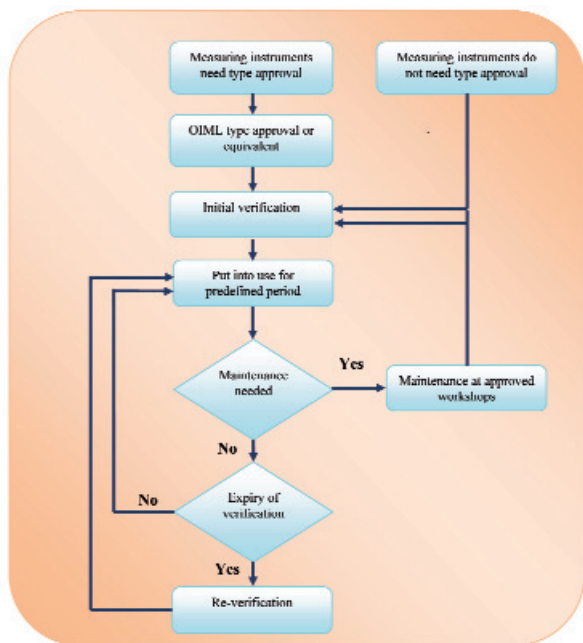 Measuring instruments
need type approval
Measuring instruments do
not need type approval
OIML type approval or
equivalent
Initial verification
Put into use for
predefined period
Maintenance
needed
Yes
Maintenance at approved
workshops
No
Expiry of
verification
No
Yes
Re-verification